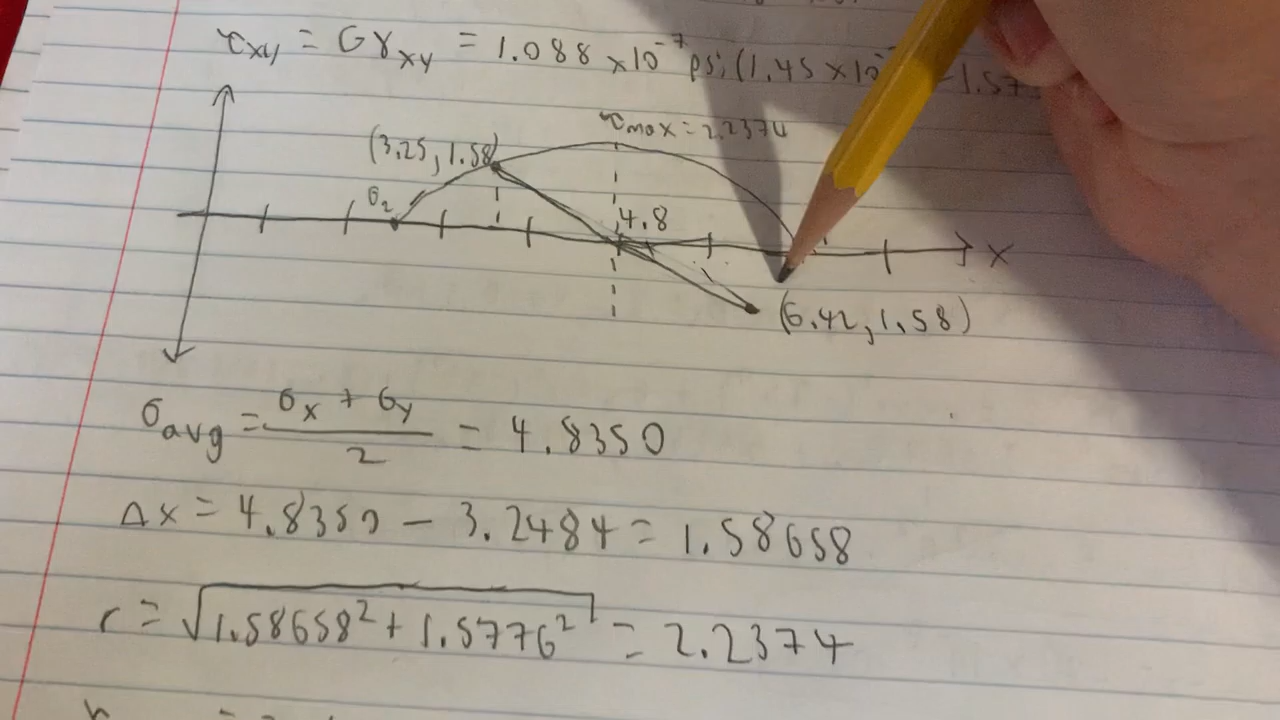 τxy = Gγxy = 1.088 ×10⁻⁷ psi (1.45 ×10
τmax = 2.2374
(3.25, 1.58)
σ2
4.8
x
(6.42, 1.58)
σavg = σx + σy / 2 = 4.8350
Δx = 4.8350 − 3.2484 = 1.58658
r = √1.58658² + 1.5776² = 2.2374